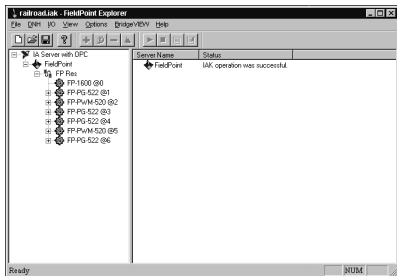 railroad.iak - FieldPoint Explorer
File DNH I/O View Options BridgeVIEW Help
Server Name Status
IA Server with OPC
FieldPoint
FP Res
FP-1600 @0
FP-PG-522 @1
FP-PWM-520 @2
FP-PG-522 @3
FP-PG-522 @4
FP-PWM-520 @5
FP-PG-522 @6
FieldPoint IAK operation was successful.
Ready NUM